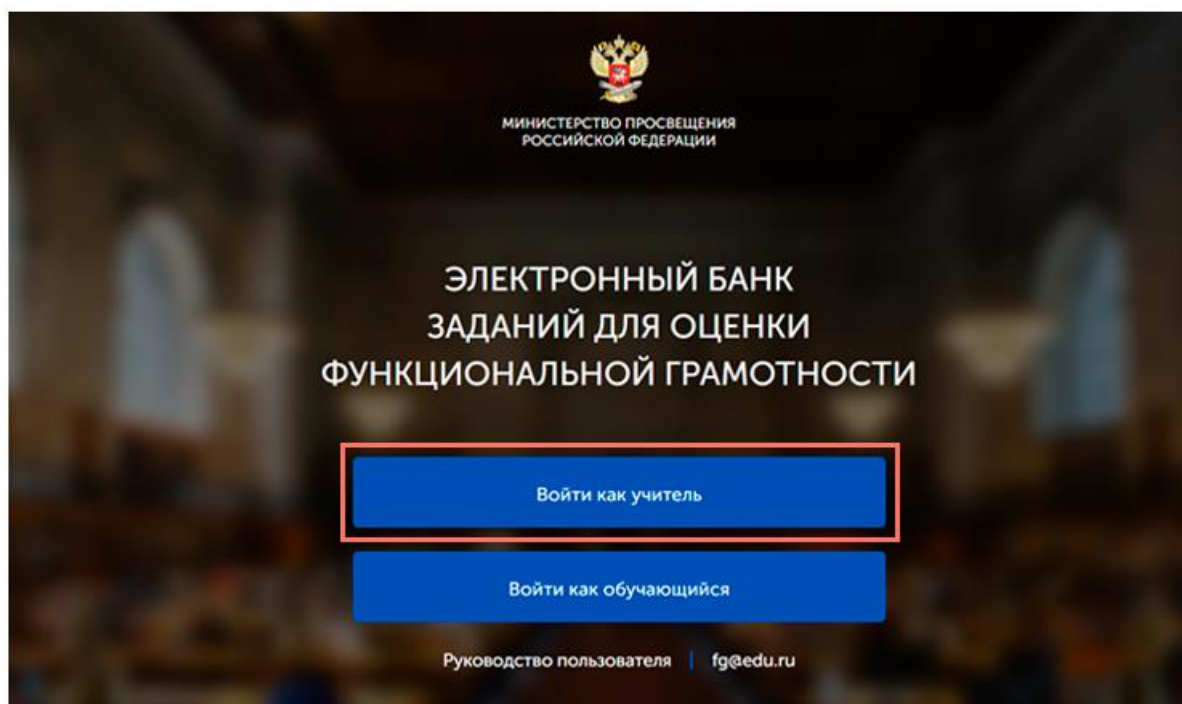 МИНИСТЕРСТВО ПРОСВЕЩЕНИЯ
РОССИЙСКОЙ ФЕДЕРАЦИИ
ЭЛЕКТРОННЫЙ БАНК
ЗАДАНИЙ ДЛЯ ОЦЕНКИ
ФУНКЦИОНАЛЬНОЙ ГРАМОТНОСТИ
Войти как учитель
Войти как обучающийся
Руководство пользователя | fg@edu.ru